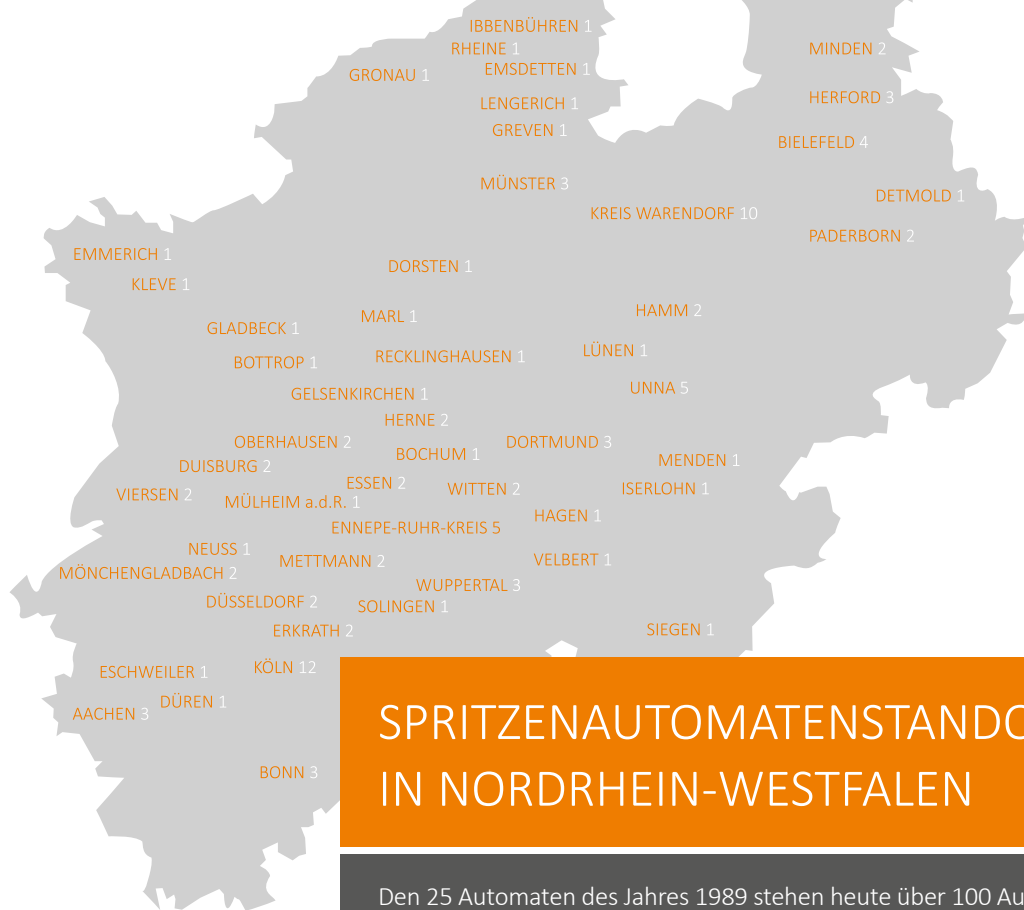 IBBENBÜHREN 1
RHEINE 1
MINDEN 2
EMSDETTEN 1
GRONAU 1
HERFORD 3
LENGERICH 1
GREVEN 1
BIELEFELD 4
MÜNSTER 3
DETMOLD 1
KREIS WARENDORF 10
PADERBORN 2
EMMERICH 1
DORSTEN 1
KLEVE 1
HAMM 2
MARL 1
GLADBECK 1
LÜNEN 1
RECKLINGHAUSEN 1
BOTTROP 1
UNNA 5
GELSENKIRCHEN 1
HERNE 2
OBERHAUSEN 2
DORTMUND 3
BOCHUM 1
MENDEN 1
DUISBURG 2
ESSEN 2
WITTEN 2
ISERLOHN 1
VIERSEN 2
MÜLHEIM a.d.R. 1
HAGEN 1
ENNEPE-RUHR-KREIS 5
NEUSS 1
METTMANN 2
VELBERT 1
MÖNCHENGLADBACH 2
WUPPERTAL 3
DÜSSELDORF 2
SOLINGEN 1
ERKRATH 2
SIEGEN 1
KÖLN 12
ESCHWEILER 1
DÜREN 1
AACHEN 3
BONN 3
SPRITZENAUTOMATENSTANDO
IN NORDRHEIN-WESTFALEN
Den 25 Automaten des Jahres 1989 stehen heute über 100 Au